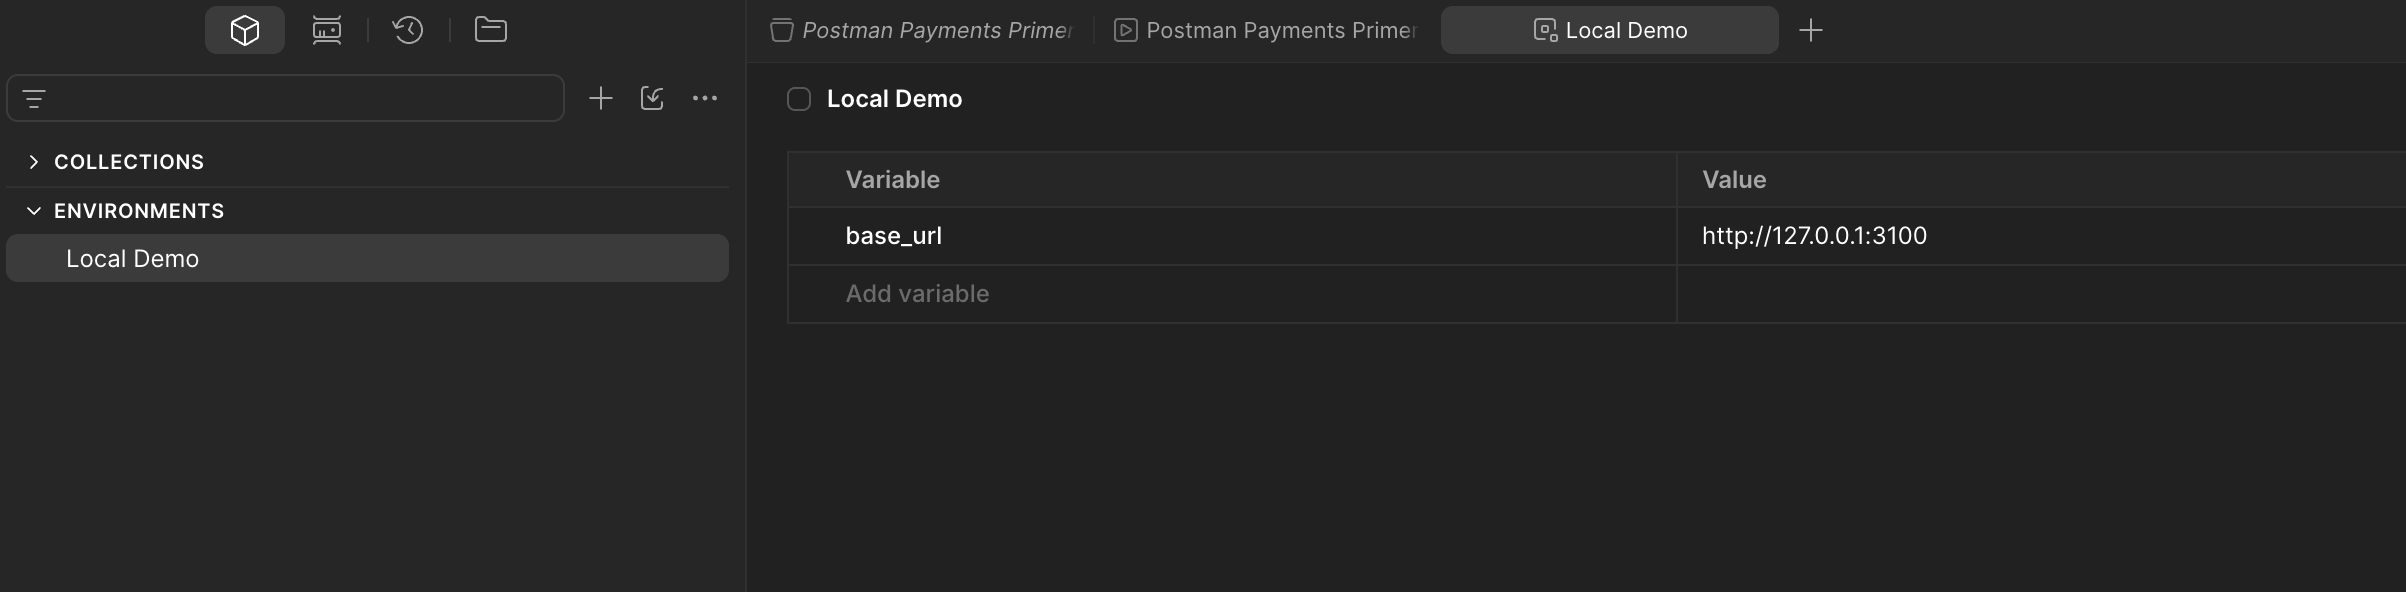 Postman Payments Primer
Postman Payments Primer
Local Demo
COLLECTIONS
ENVIRONMENTS
Local Demo
Local Demo
Variable
Value
base_url
http://127.0.0.1:3100
Add variable